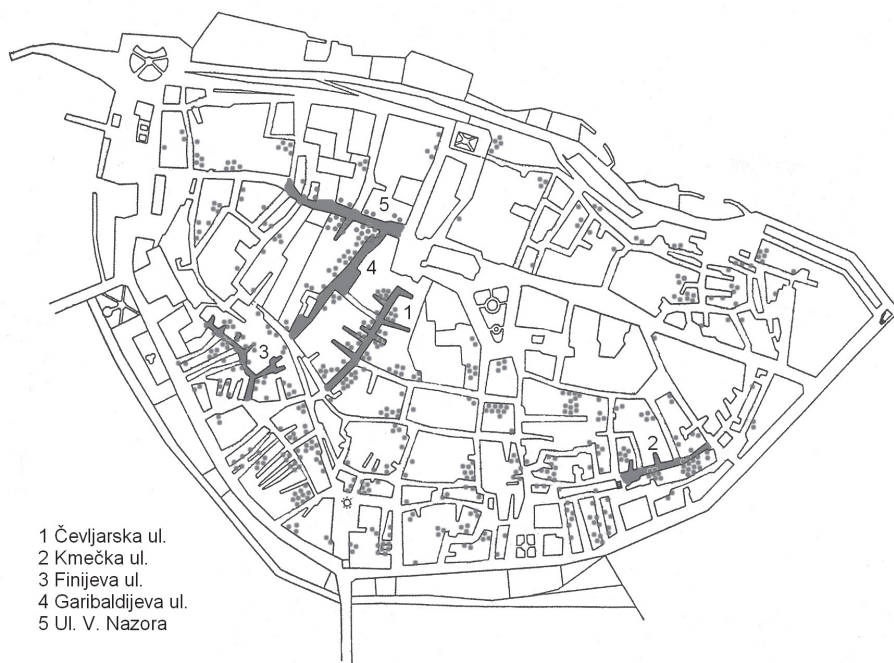 5
4
1
3
2
1 Čevljarska ul.
2 Kmečka ul.
3 Finijeva ul.
4 Garibaldijeva ul.
5 Ul. V. Nazora